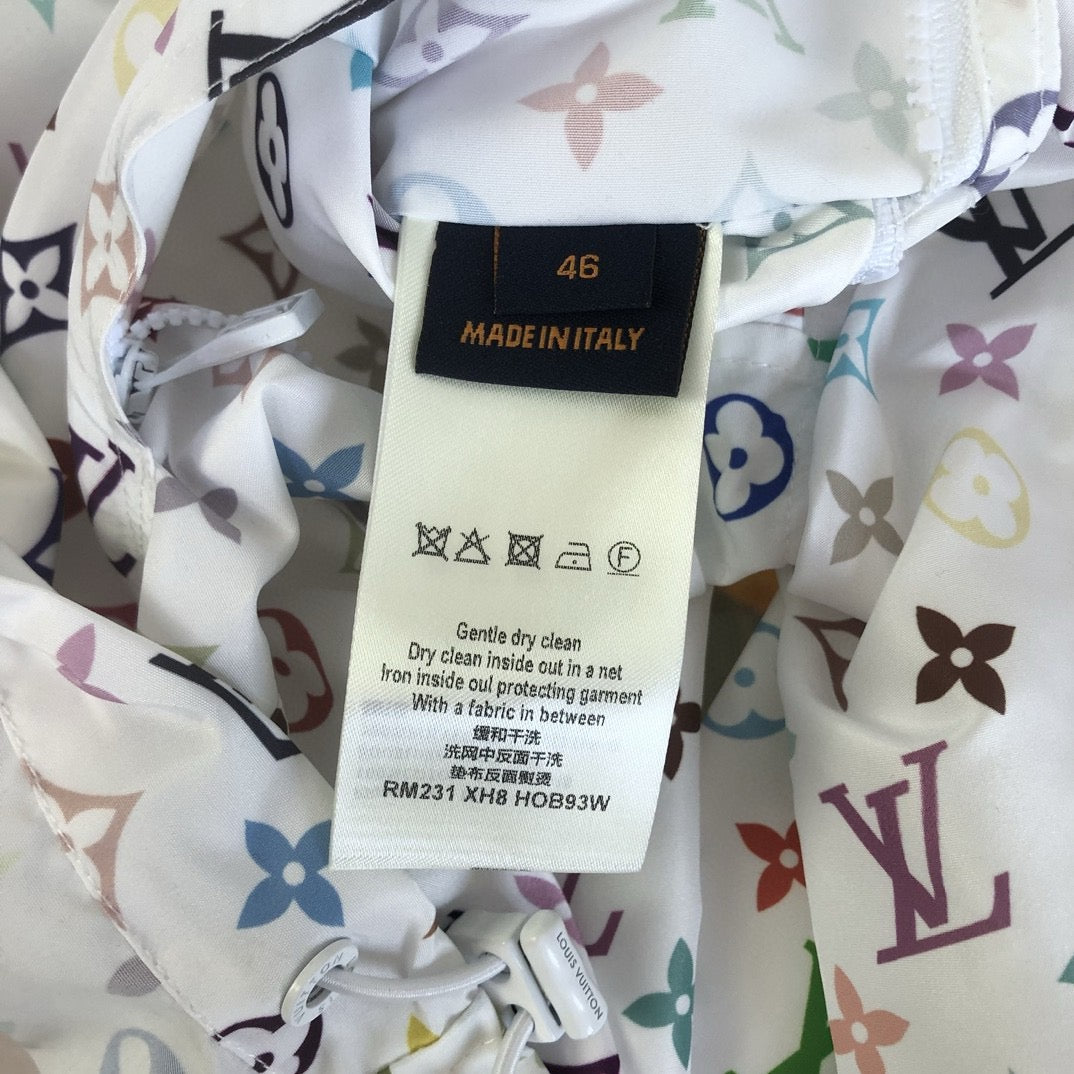 46
MADE IN ITALY
F
Gentle dry clean
Dry clean inside out in a net
Iron inside oul protecting garment
With a fabric in between
缓和干洗
洗网中反面干洗
垫布反面熨烫
RM231 XH8 HOB93W
LOUIS VUITTON